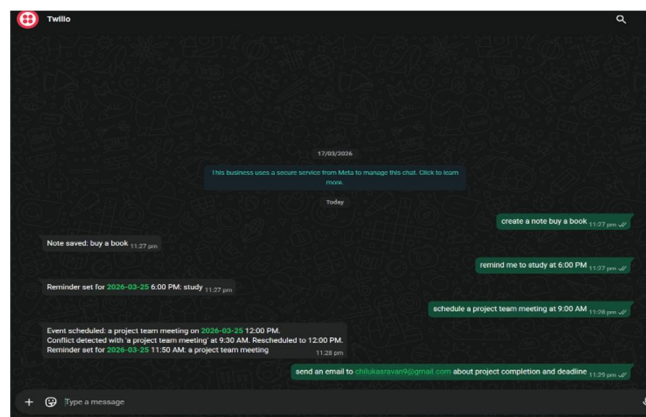 Twilio
17/03/2026
This business uses a secure service from Meta to manage this chat. Click to learn
more.
Today
create a note buy a book 11:27 pm
Note saved: buy a book 11:27 pm
remind me to study at 6:00 PM 11:27 pm
Reminder set for 2026-03-25 6:00 PM: study 11:27 pm
schedule a project team meeting at 9:00 AM 11:28 pm
Event scheduled: a project team meeting on 2026-03-25 12:00 PM.
Conflict detected with 'a project team meeting' at 9:30 AM. Rescheduled to 12:00 PM.
Reminder set for 2026-03-25 11:50 AM: a project team meeting 11:28 pm
send an email to chilukasravan9@gmail.com about project completion and deadline 11:29 pm
Type a message